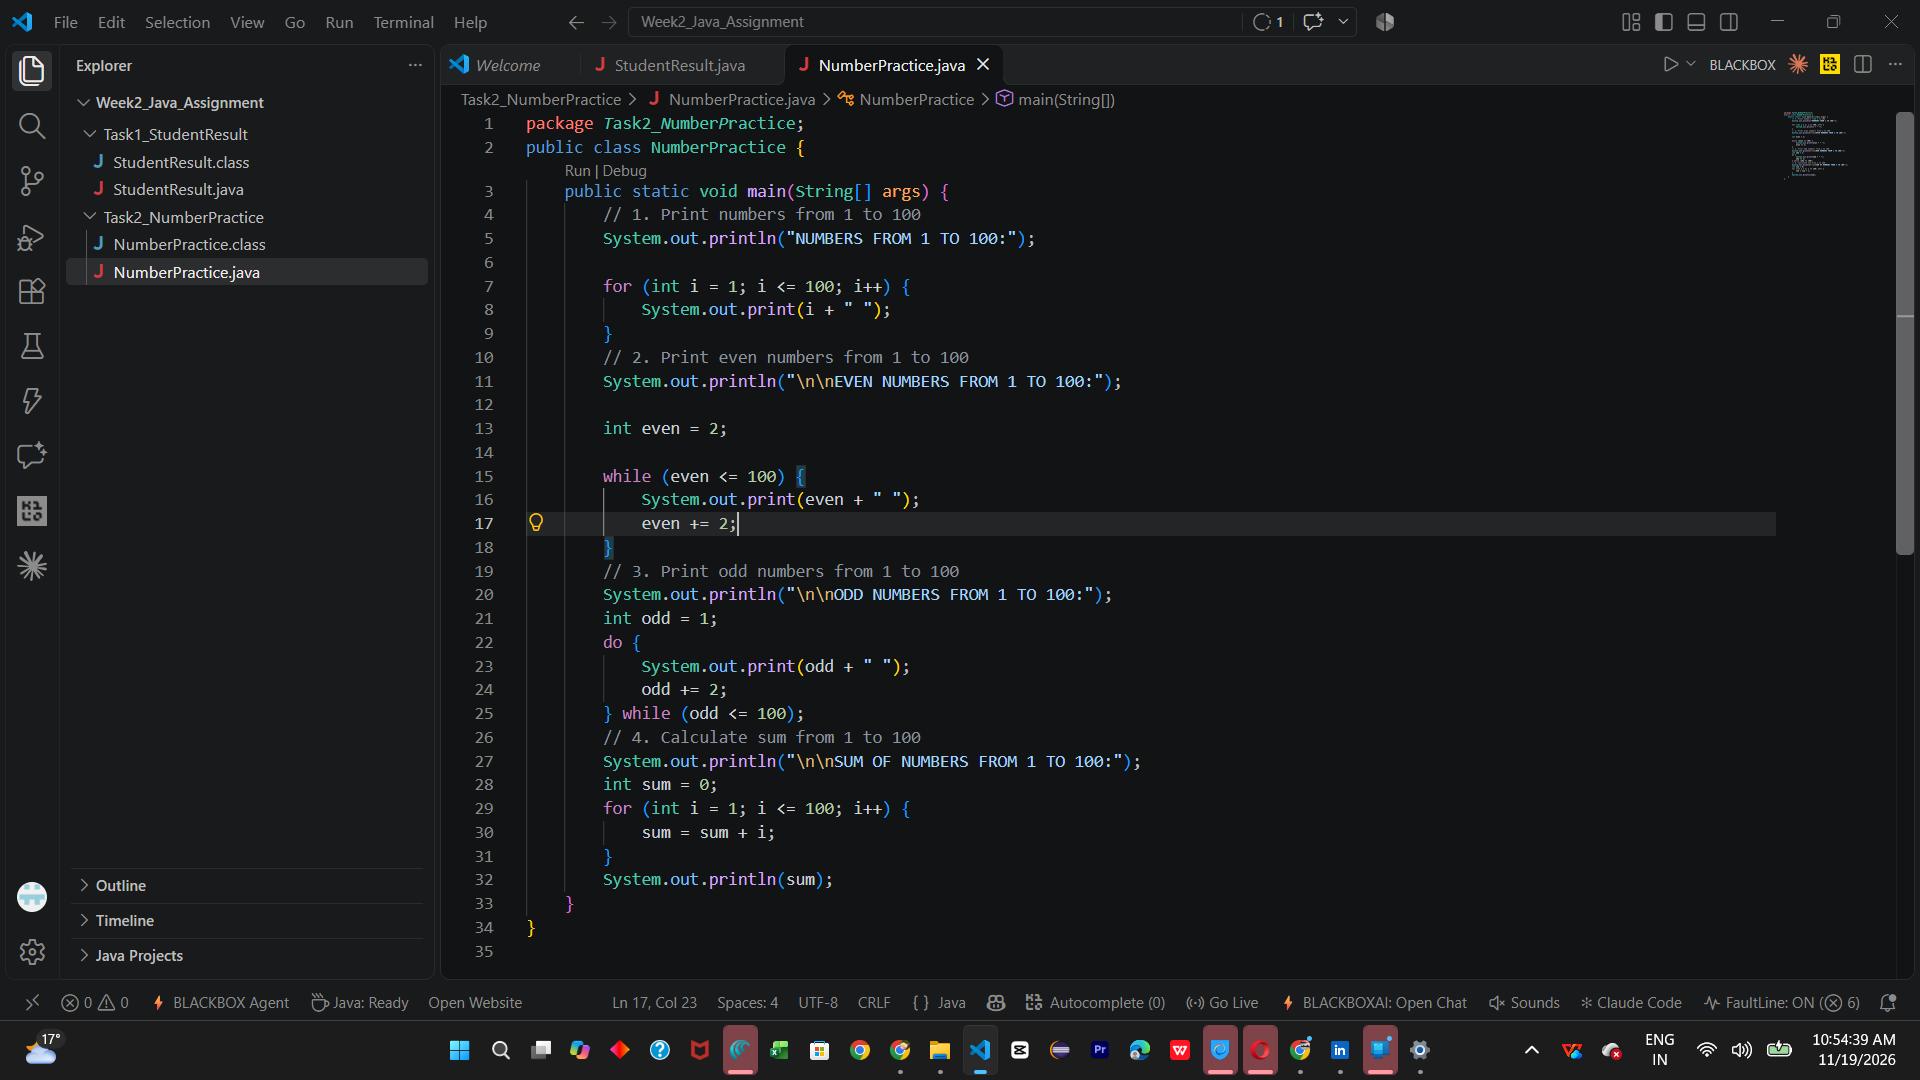 File Edit Selection View Go Run Terminal Help
Week2_Java_Assignment
1
Explorer
Welcome
StudentResult.java
NumberPractice.java
BLACKBOX
Week2_Java_Assignment
Task1_StudentResult
StudentResult.class
StudentResult.java
Task2_NumberPractice
NumberPractice.class
NumberPractice.java
Outline
Timeline
Java Projects
Task2_NumberPractice > NumberPractice.java > NumberPractice > main(String[])
1 package Task2_NumberPractice;
2 public class NumberPractice {
Run | Debug
3 public static void main(String[] args) {
4 // 1. Print numbers from 1 to 100
5 System.out.println("NUMBERS FROM 1 TO 100:");
6
7 for (int i = 1; i <= 100; i++) {
8 System.out.print(i + " ");
9 }
10 // 2. Print even numbers from 1 to 100
11 System.out.println("\n\nEVEN NUMBERS FROM 1 TO 100:");
12
13 int even = 2;
14
15 while (even <= 100) {
16 System.out.print(even + " ");
17 even += 2;
18 }
19 // 3. Print odd numbers from 1 to 100
20 System.out.println("\n\nODD NUMBERS FROM 1 TO 100:");
21 int odd = 1;
22 do {
23 System.out.print(odd + " ");
24 odd += 2;
25 } while (odd <= 100);
26 // 4. Calculate sum from 1 to 100
27 System.out.println("\n\nSUM OF NUMBERS FROM 1 TO 100:");
28 int sum = 0;
29 for (int i = 1; i <= 100; i++) {
30 sum = sum + i;
31 }
32 System.out.println(sum);
33 }
34 }
35
0 0 BLACKBOX Agent Java: Ready Open Website Ln 17, Col 23 Spaces: 4 UTF-8 CRLF { } Java Autocomplete (0) Go Live BLACKBOXAI: Open Chat Sounds Claude Code FaultLine: ON ( 6)
17°
Pr
W
in
ENG
IN
10:54:39 AM
11/19/2026